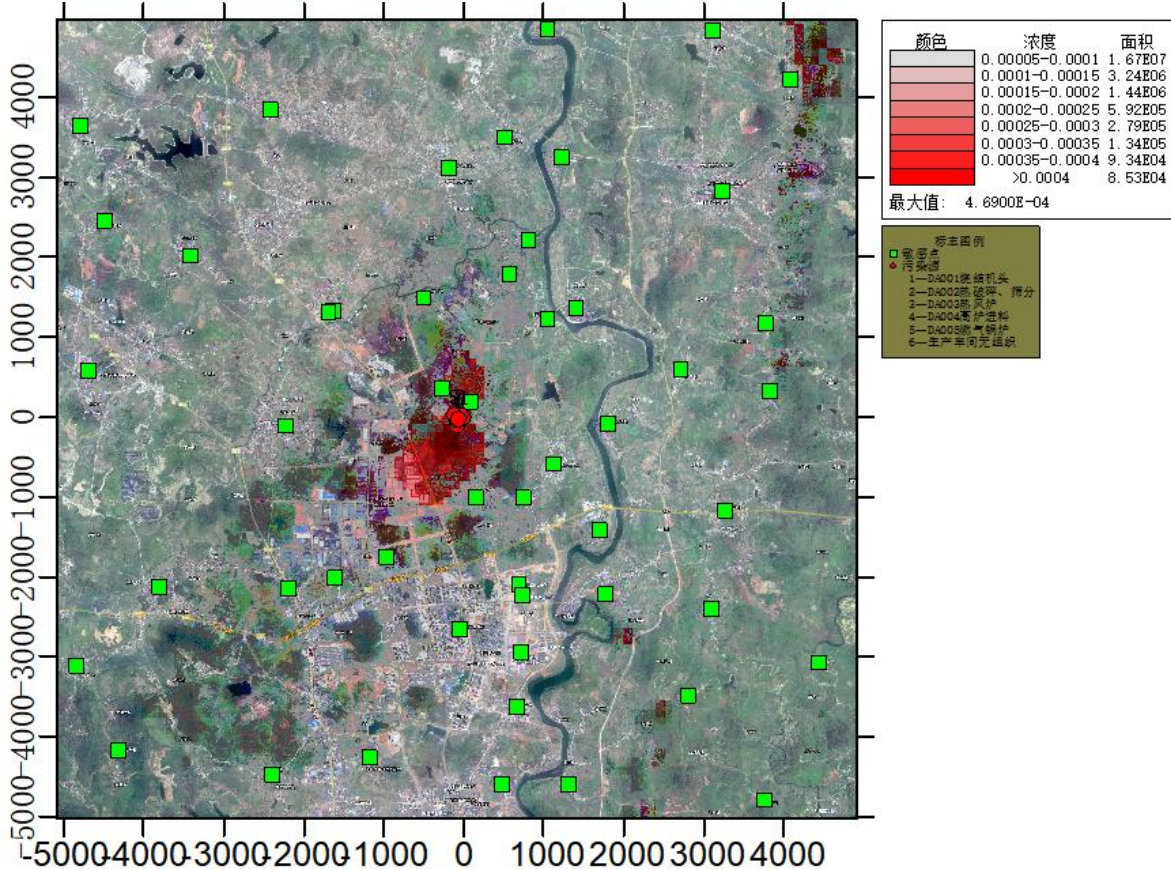 4000
3000
2000
1000
0
-1000
-2000
-3000
-4000
-5000
-5000 -4000 -3000 -2000 -1000 0 1000 2000 3000 4000
颜色 浓度 面积
0.00005-0.0001 1.67E07
0.0001-0.00015 3.24E06
0.00015-0.0002 1.44E06
0.0002-0.00025 5.92E05
0.00025-0.0003 2.79E05
0.0003-0.00035 1.34E05
0.00035-0.0004 9.34E04
>0.0004 8.53E04
最大值: 4.6900E-04
标志图例
敏感点
污染源
1—DA001烧结机头
2—DA002热破碎、筛分
3—DA003热风炉
4—DA004高炉进料
5—DA005燃气锅炉
6—生产车间无组织